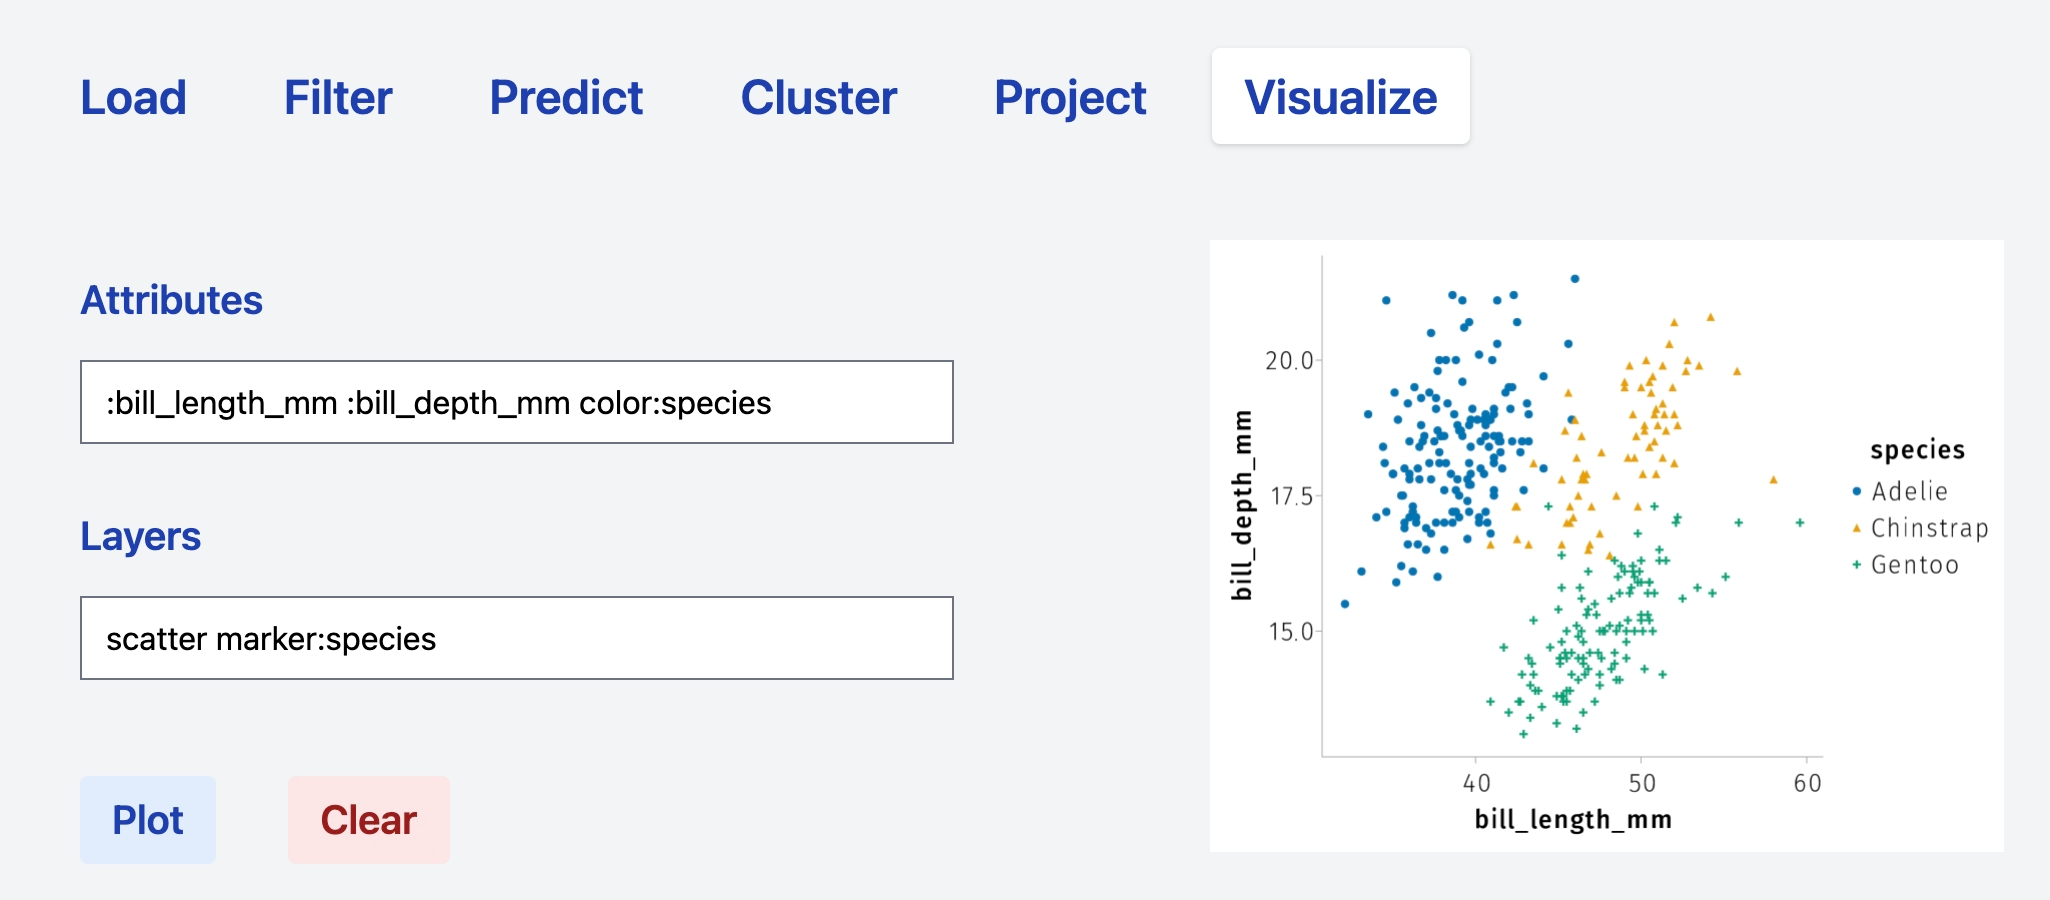 Load Filter Predict Cluster Project Visualize
Attributes
:bill_length_mm :bill_depth_mm color:species
Layers
scatter marker:species
Plot Clear
bill_depth_mm
20.0
17.5
15.0
40 50 60
bill_length_mm
species
Adelie
Chinstrap
Gentoo